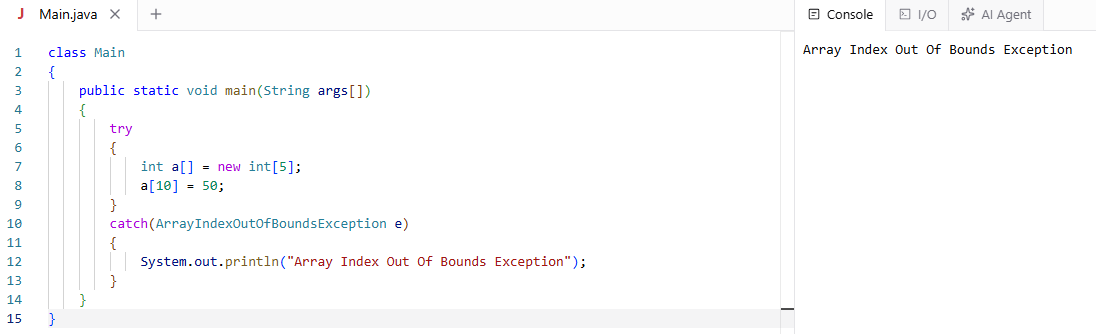 J Main.java × +
Console I/O AI Agent
1 class Main
2 {
3 public static void main(String args[])
4 {
5 try
6 {
7 int a[] = new int[5];
8 a[10] = 50;
9 }
10 catch(ArrayIndexOutOfBoundsException e)
11 {
12 System.out.println("Array Index Out Of Bounds Exception");
13 }
14 }
15 }
Array Index Out Of Bounds Exception